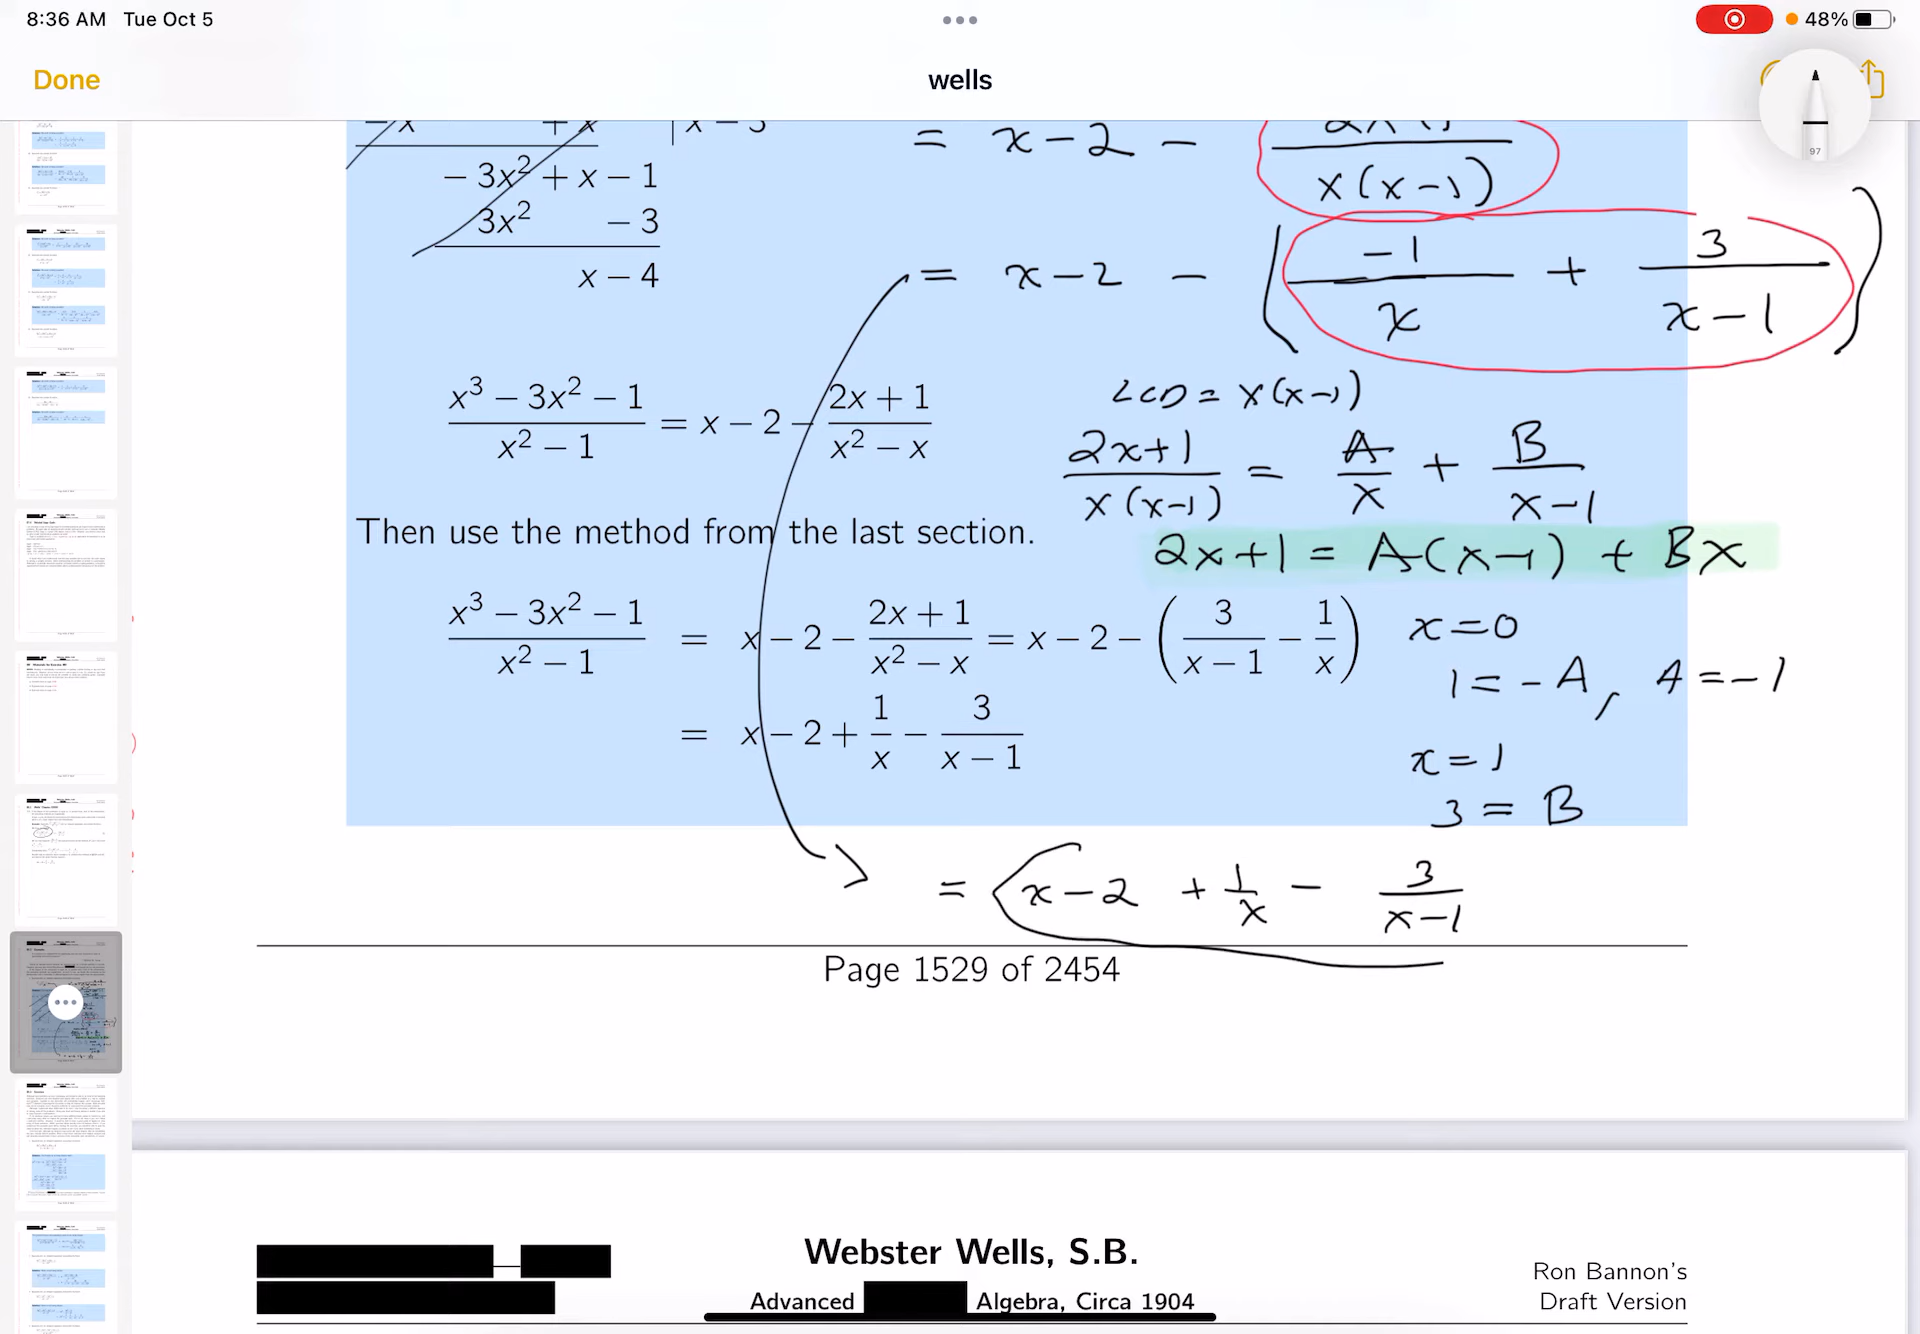 8:36 AM Tue Oct 5
48%
Done
wells
97
− 3x² + x − 1
3x² − 3
x − 4
= x − 2 −
x(x−1)
= x − 2 − ( −1/x + 3/(x−1) )
(x³ − 3x² − 1)/(x² − 1) = x − 2 − (2x + 1)/(x² − x)
LCD = x(x−1)
(2x+1)/(x(x−1)) = A/x + B/(x−1)
Then use the method from the last section.
2x+1 = A(x−1) + Bx
(x³ − 3x² − 1)/(x² − 1) = x − 2 − (2x + 1)/(x² − x) = x − 2 − ( 3/(x − 1) − 1/x )
= x − 2 + 1/x − 3/(x − 1)
x=0
1 = −A, A = −1
x = 1
3 = B
= x − 2 + 1/x − 3/(x−1)
Page 1529 of 2454
Webster Wells, S.B.
Advanced Algebra, Circa 1904
Ron Bannon's
Draft Version